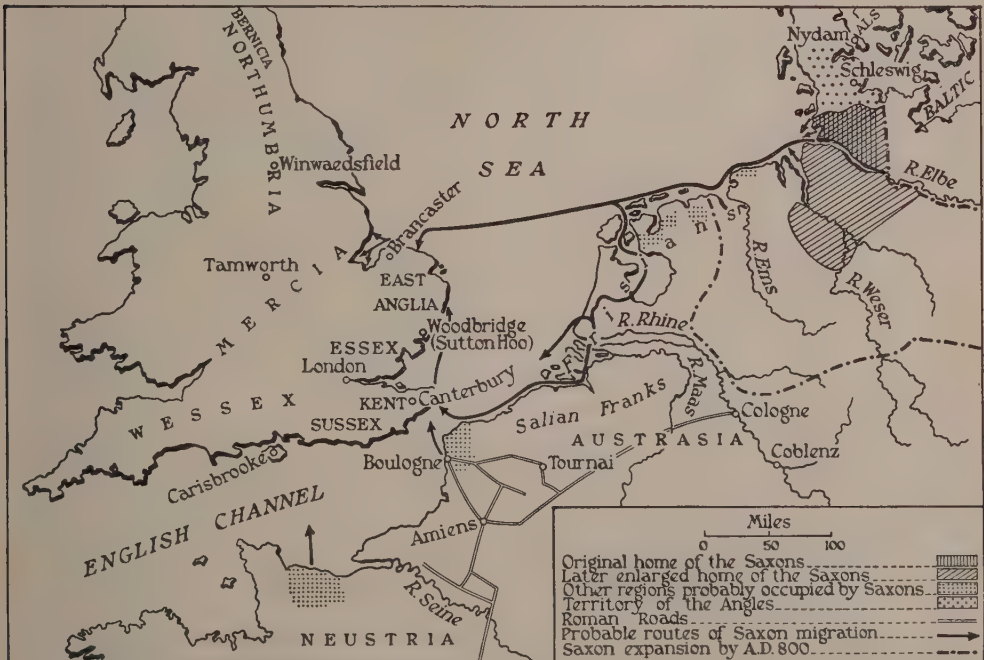 BERNICIA
NORTHUMBRIA
Winwaedsfield
NORTH
SEA
Nydam
ALS
Schleswig
BALTIC
R. Elbe
Brancaster
Tamworth
MERCIA
EAST
ANGLIA
Frisians
R. Ems
R. Weser
Woodbridge
(Sutton Hoo)
R. Rhine
ESSEX
London
KENT
Canterbury
WESSEX
SUSSEX
Salian Franks
R. Maas
Cologne
AUSTRASIA
Carisbrooke
Boulogne
Tournai
Coblenz
ENGLISH CHANNEL
Amiens
R. Seine
NEUSTRIA
Miles
0 50 100
Original home of the Saxons
Later enlarged home of the Saxons
Other regions probably occupied by Saxons
Territory of the Angles
Roman Roads
Probable routes of Saxon migration
Saxon expansion by A.D. 800